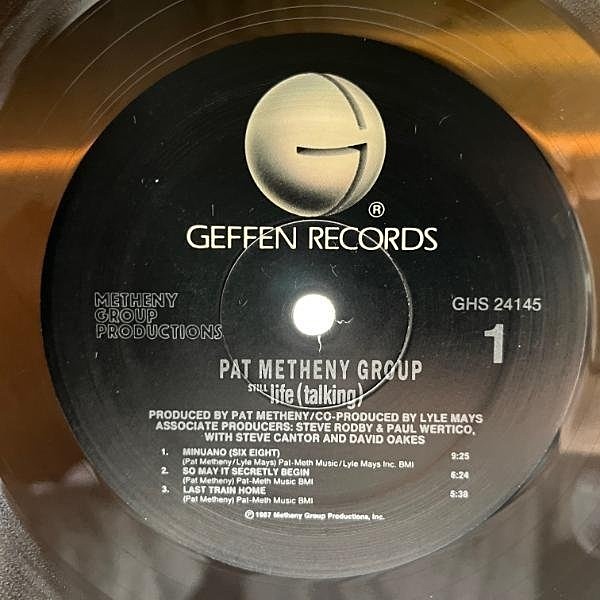 G
®
GEFFEN RECORDS
METHENY
GROUP
PRODUCTIONS
GHS 24145
1
PAT METHENY GROUP
STILL life (talking)
PRODUCED BY PAT METHENY/CO-PRODUCED BY LYLE MAYS
ASSOCIATE PRODUCERS: STEVE RODBY & PAUL WERTICO,
WITH STEVE CANTOR AND DAVID OAKES
1. MINUANO (SIX EIGHT) 9:25
(Pat Metheny/Lyle Mays) Pat-Meth Music/Lyle Mays Inc. BMI
2. SO MAY IT SECRETLY BEGIN 6:24
(Pat Metheny) Pat-Meth Music BMI
3. LAST TRAIN HOME 5:38
(Pat Metheny) Pat-Meth Music BMI
℗ 1987 Metheny Group Productions, Inc.